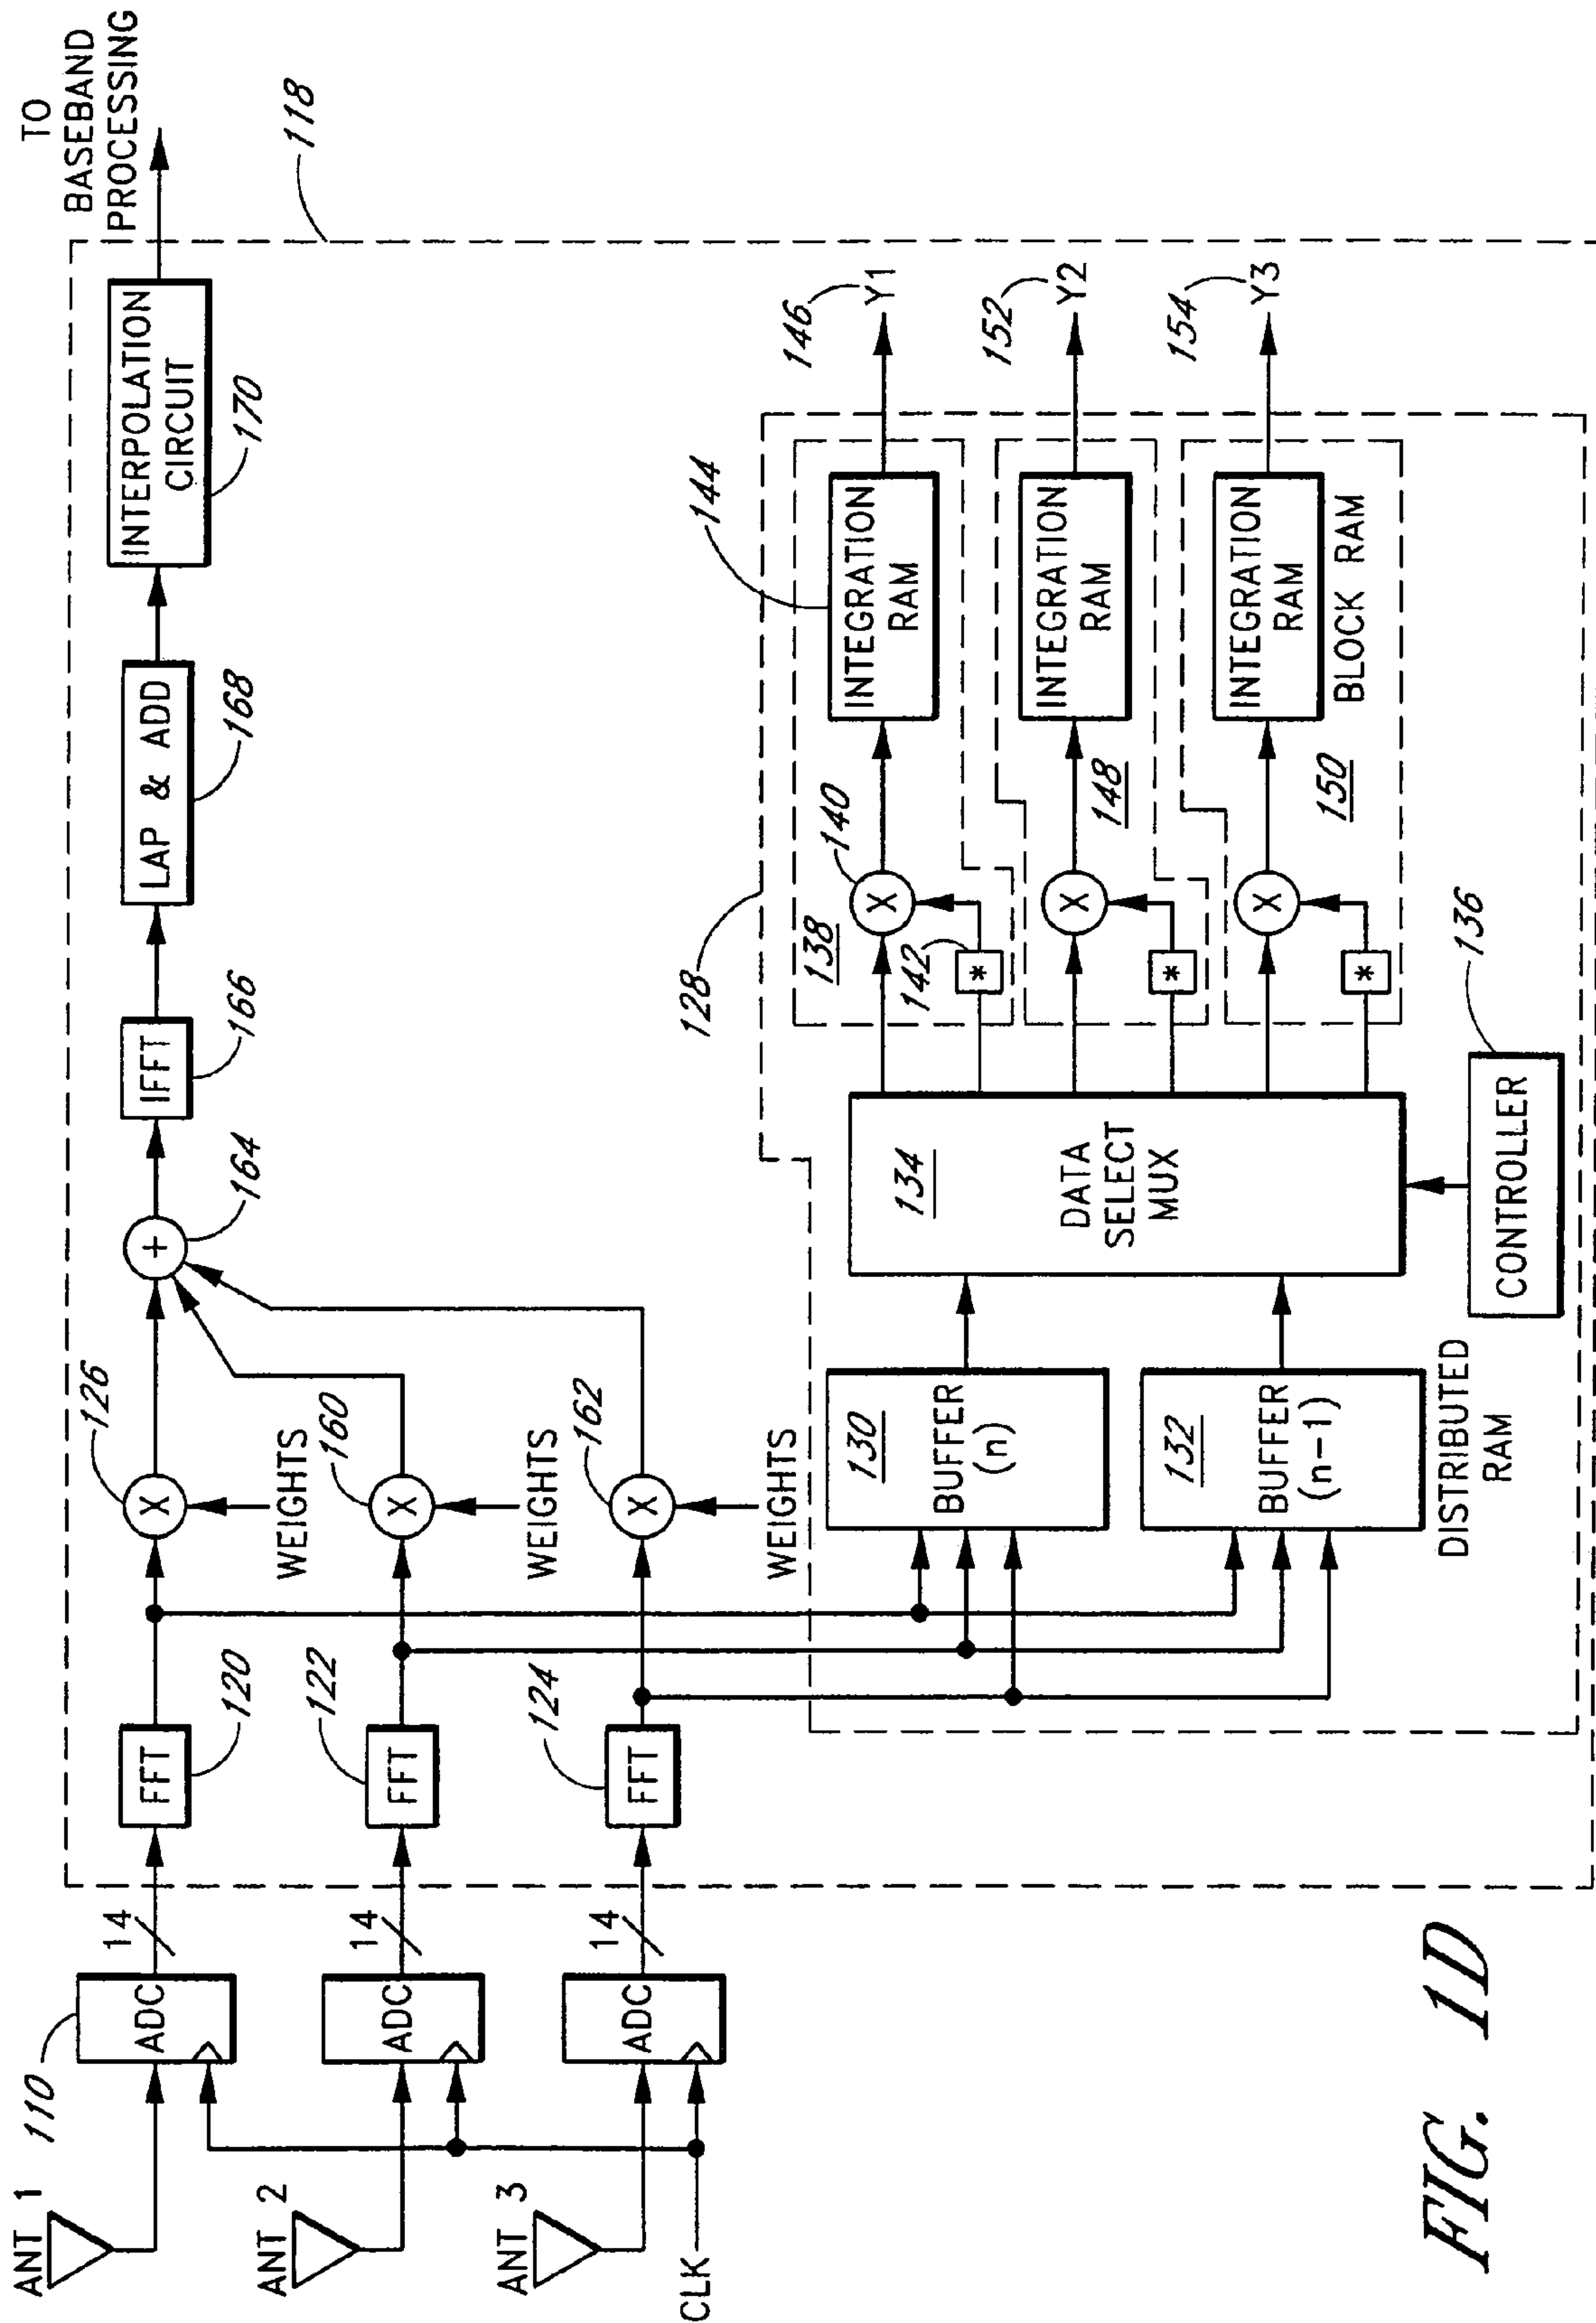 ANT 1
110
ADC
14
FFT
120
126
X
WEIGHTS
+
164
IFFT
166
LAP & ADD
168
INTERPOLATION
CIRCUIT
170
TO
BASEBAND
PROCESSING
118
ANT 2
ADC
14
FFT
122
160
X
WEIGHTS
ANT 3
ADC
14
FFT
124
162
X
WEIGHTS
CLK
128
130
BUFFER
(n)
132
BUFFER
(n-1)
DISTRIBUTED
RAM
134
DATA
SELECT
MUX
CONTROLLER
136
138
140
X
142
*
144
INTEGRATION
RAM
146
Y1
148
X
*
INTEGRATION
RAM
152
Y2
150
X
*
INTEGRATION
RAM
BLOCK RAM
154
Y3
FIG. 1D